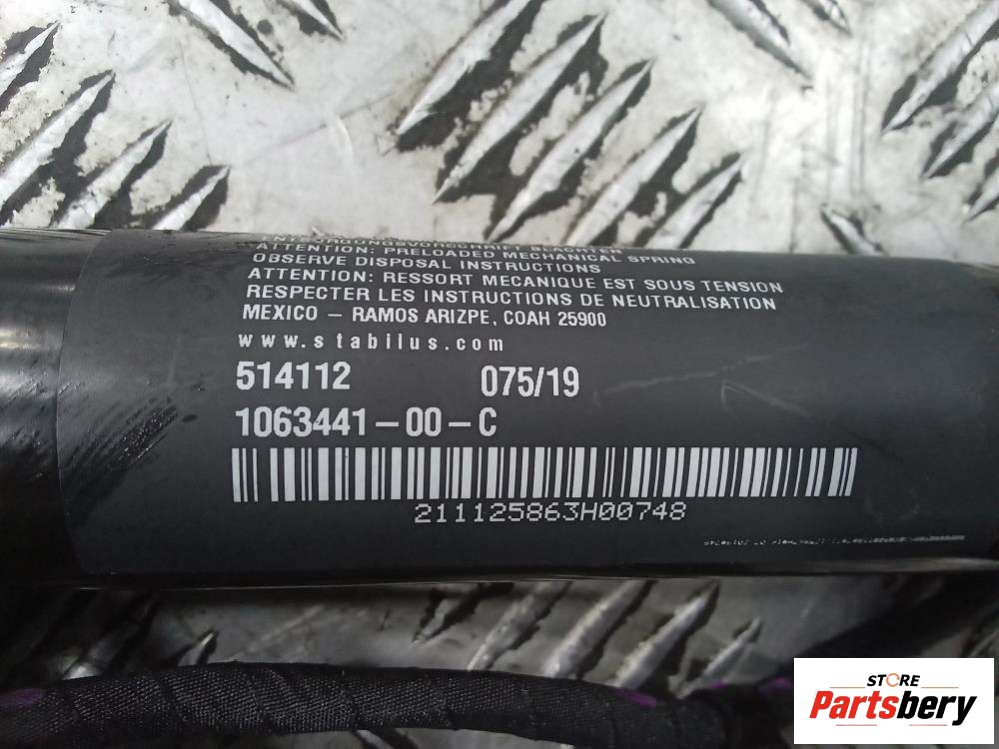 ATTENTION: PRELOADED MECHANICAL SPRING
OBSERVE DISPOSAL INSTRUCTIONS
ATTENTION: RESSORT MECANIQUE EST SOUS TENSION
RESPECTER LES INSTRUCTIONS DE NEUTRALISATION
MEXICO – RAMOS ARIZPE, COAH 25900
www.stabilus.com
514112 075/19
1063441-00-C
211125863H00748
STORE
Partsbery